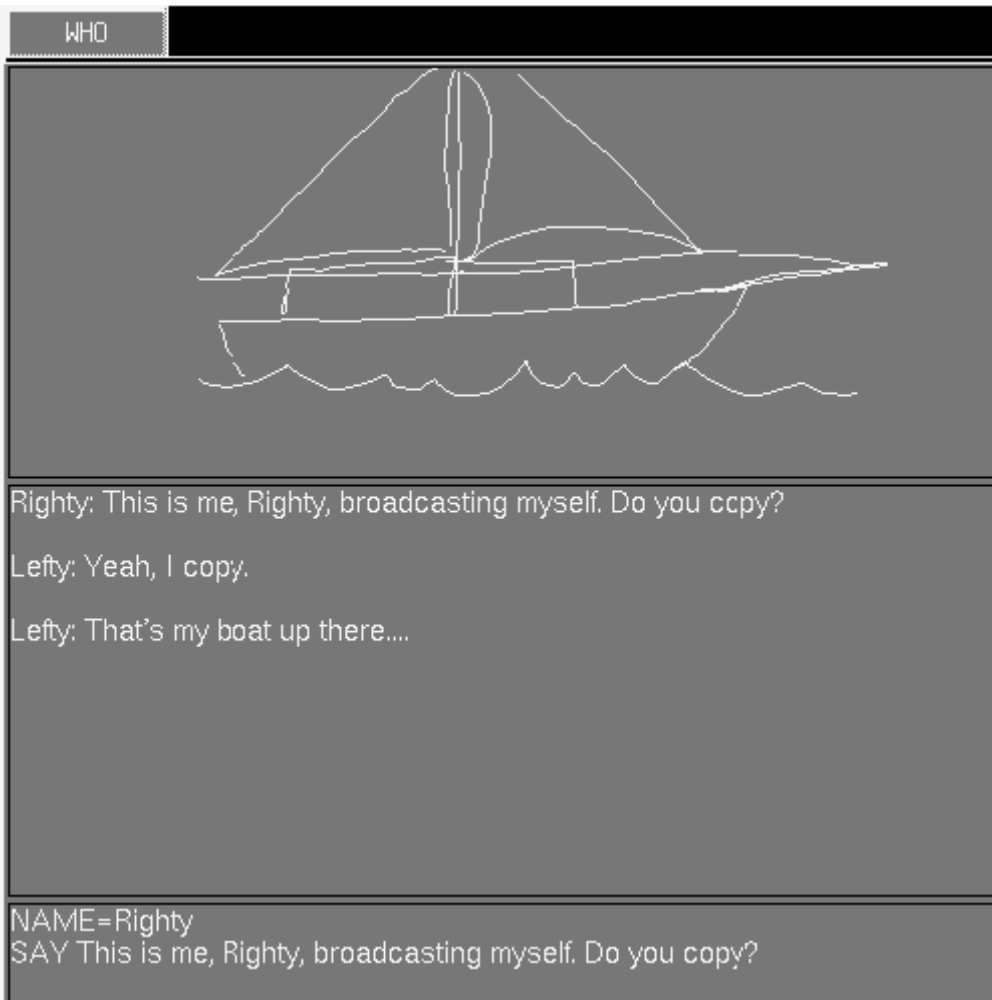 WHO
Righty: This is me, Righty, broadcasting myself. Do you copy?
Lefty: Yeah, I copy.
Lefty: That's my boat up there....
NAME=Righty
SAY This is me, Righty, broadcasting myself. Do you copy?